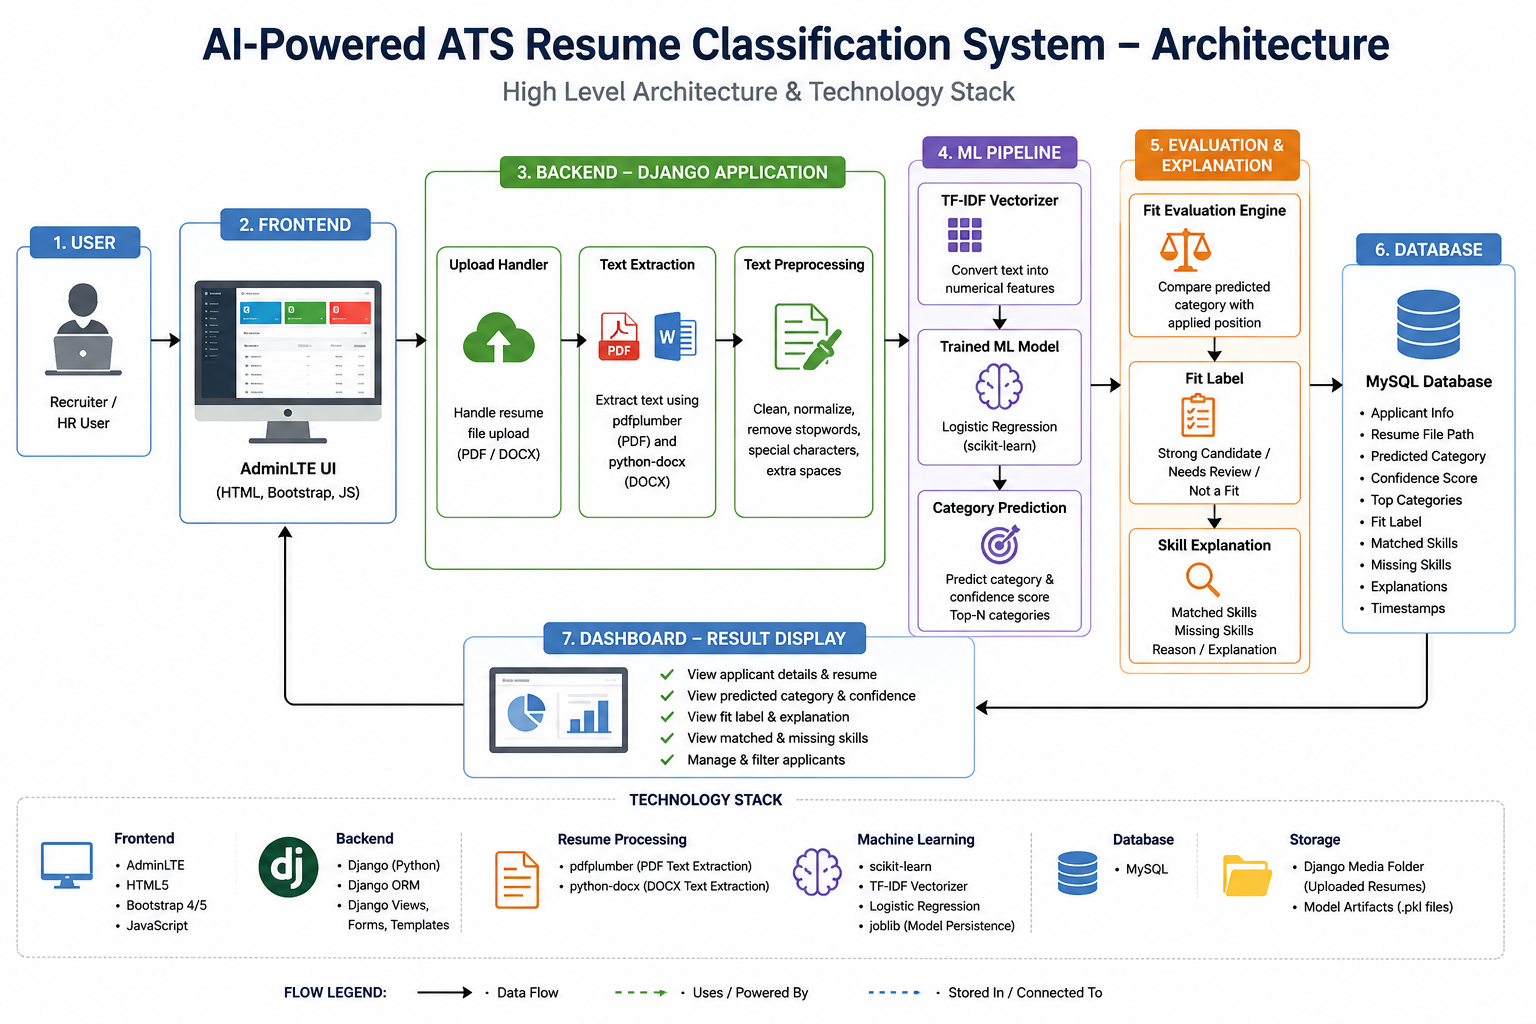 AI-Powered ATS Resume Classification System – Architecture
High Level Architecture & Technology Stack
1. USER
Recruiter /
HR User
2. FRONTEND
AdminLTE UI
(HTML, Bootstrap, JS)
3. BACKEND – DJANGO APPLICATION
Upload Handler
Handle resume
file upload
(PDF / DOCX)
Text Extraction
PDF
W
Extract text using
pdfplumber
(PDF) and
python-docx
(DOCX)
Text Preprocessing
Clean, normalize,
remove stopwords,
special characters,
extra spaces
4. ML PIPELINE
TF-IDF Vectorizer
Convert text into
numerical features
Trained ML Model
Logistic Regression
(scikit-learn)
Category Prediction
Predict category &
confidence score
Top-N categories
5. EVALUATION &
EXPLANATION
Fit Evaluation Engine
Compare predicted
category with
applied position
Fit Label
Strong Candidate /
Needs Review /
Not a Fit
Skill Explanation
Matched Skills
Missing Skills
Reason / Explanation
6. DATABASE
MySQL Database
• Applicant Info
• Resume File Path
• Predicted Category
• Confidence Score
• Top Categories
• Fit Label
• Matched Skills
• Missing Skills
• Explanations
• Timestamps
7. DASHBOARD – RESULT DISPLAY
View applicant details & resume
View predicted category & confidence
View fit label & explanation
View matched & missing skills
Manage & filter applicants
TECHNOLOGY STACK
Frontend
• AdminLTE
• HTML5
• Bootstrap 4/5
• JavaScript
dj
Backend
• Django (Python)
• Django ORM
• Django Views,
Forms, Templates
Resume Processing
• pdfplumber (PDF Text Extraction)
• python-docx (DOCX Text Extraction)
Machine Learning
• scikit-learn
• TF-IDF Vectorizer
• Logistic Regression
• joblib (Model Persistence)
Database
• MySQL
Storage
• Django Media Folder
(Uploaded Resumes)
• Model Artifacts (.pkl files)
FLOW LEGEND:
• Data Flow
• Uses / Powered By
• Stored In / Connected To